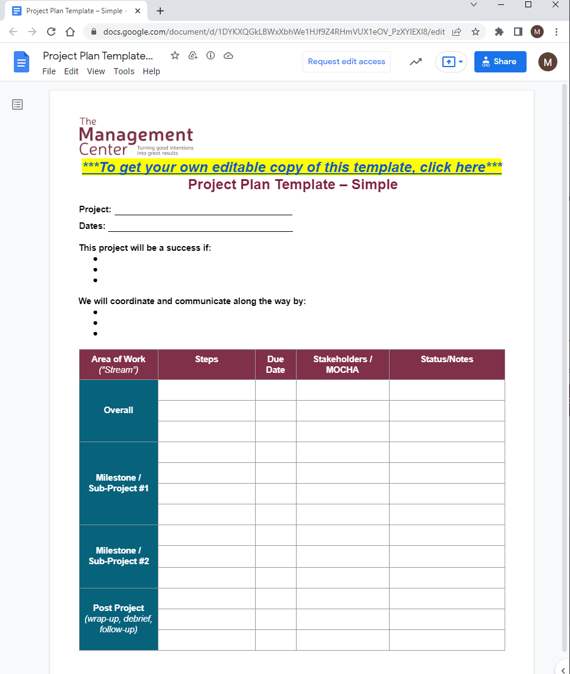 Project Plan Template – Simple -
docs.google.com/document/d/1DYKXQGkLBWxXbhWe1HJf9Z4RHmVUX1eOV_PzXYIEXI8/edit
M
Project Plan Template...
Request edit access
Share
M
File Edit View Tools Help
The
Management
Center Turning good intentions
into great results
***To get your own editable copy of this template, click here***
Project Plan Template – Simple
Project:
Dates:
This project will be a success if:
We will coordinate and communicate along the way by:
Area of Work
("Stream")
Steps
Due
Date
Stakeholders /
MOCHA
Status/Notes
Overall
Milestone /
Sub-Project #1
Milestone /
Sub-Project #2
Post Project
(wrap-up, debrief,
follow-up)